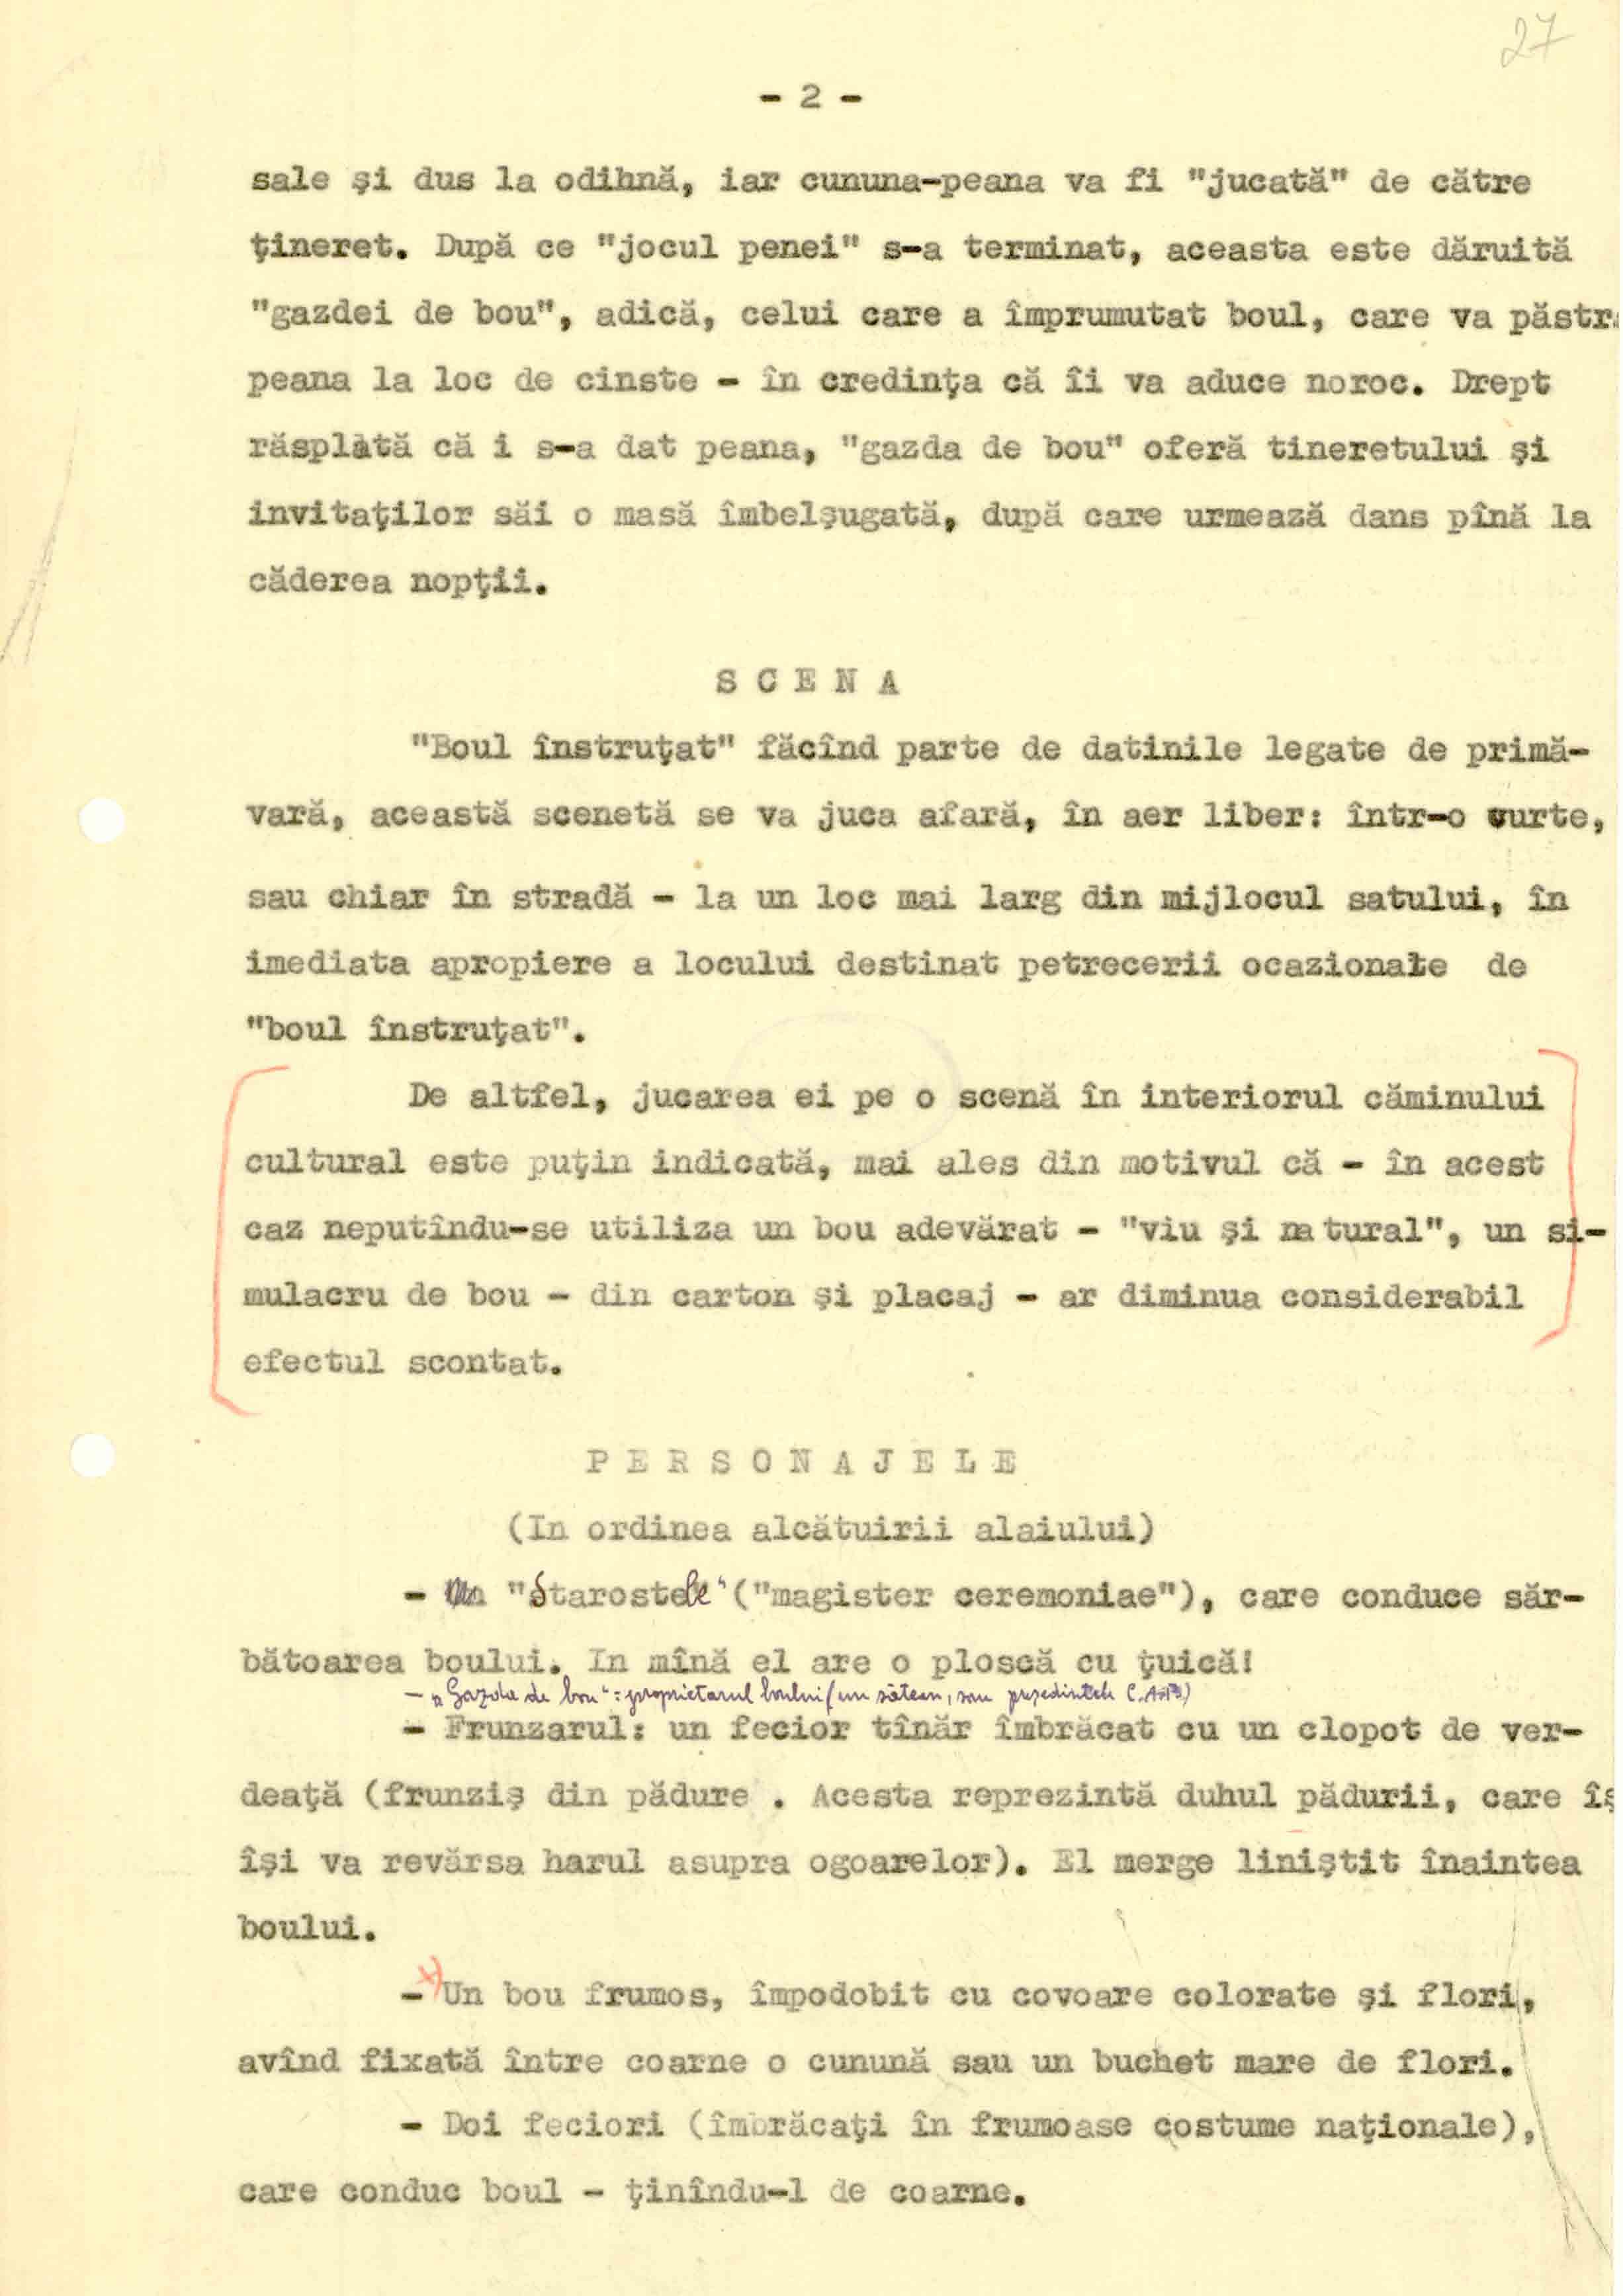 27
- 2 -
sale şi dus la odihnă, iar cununa-peana va fi "jucată" de către
ţineret. După ce "jocul penei" s-a terminat, aceasta este dăruită
"gazdei de bou", adică, celui care a împrumutat boul, care va păstra
peana la loc de cinste - în credinţa că îi va aduce noroc. Drept
răsplată că i s-a dat peana, "gazda de bou" oferă tineretului şi
invitaţilor săi o masă îmbelşugată, după care urmează dans pînă la
căderea nopţii.
S C E N A
"Boul înstruţat" făcînd parte de datinile legate de primă-
vară, această scenetă se va juca afară, în aer liber: într-o curte,
sau chiar în stradă - la un loc mai larg din mijlocul satului, în
imediata apropiere a locului destinat petrecerii ocazionate de
"boul înstruţat".
De altfel, jucarea ei pe o scenă în interiorul căminului
cultural este puţin indicată, mai ales din motivul că - în acest
caz neputîndu-se utiliza un bou adevărat - "viu şi natural", un si-
mulacru de bou - din carton şi placaj - ar diminua considerabil
efectul scontat.
P E R S O N A J E L E
(In ordinea alcătuirii alaiului)
- "Starostele" ("magister ceremoniae"), care conduce săr-
bătoarea boului. In mînă el are o ploscă cu ţuică!
- "Gazda de bou": proprietarul boului (un sătean, sau preşedintele C.A.P.)
- Frunzarul: un fecior tînăr îmbrăcat cu un clopot de ver-
deaţă (frunziş din pădure . Acesta reprezintă duhul pădurii, care îş
îşi va revărsa harul asupra ogoarelor). El merge liniştit înaintea
boului.
- x) Un bou frumos, împodobit cu covoare colorate şi flori,
avînd fixată între coarne o cunună sau un buchet mare de flori.
- Doi feciori (îmbrăcaţi în frumoase costume naţionale),
care conduc boul - ţinîndu-l de coarne.